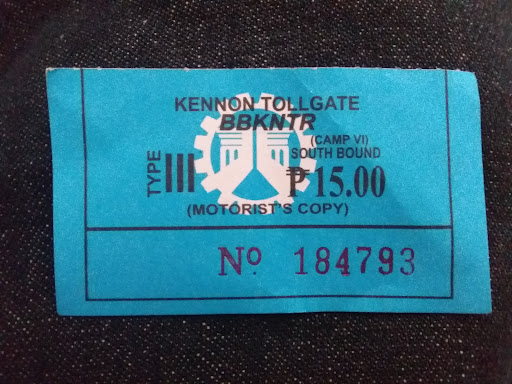 KENNON TOLLGATE
BBKNTR
(CAMP VI)
TYPE III SOUTH BOUND
₱ 15.00
(MOTORIST'S COPY)
Nº 184793